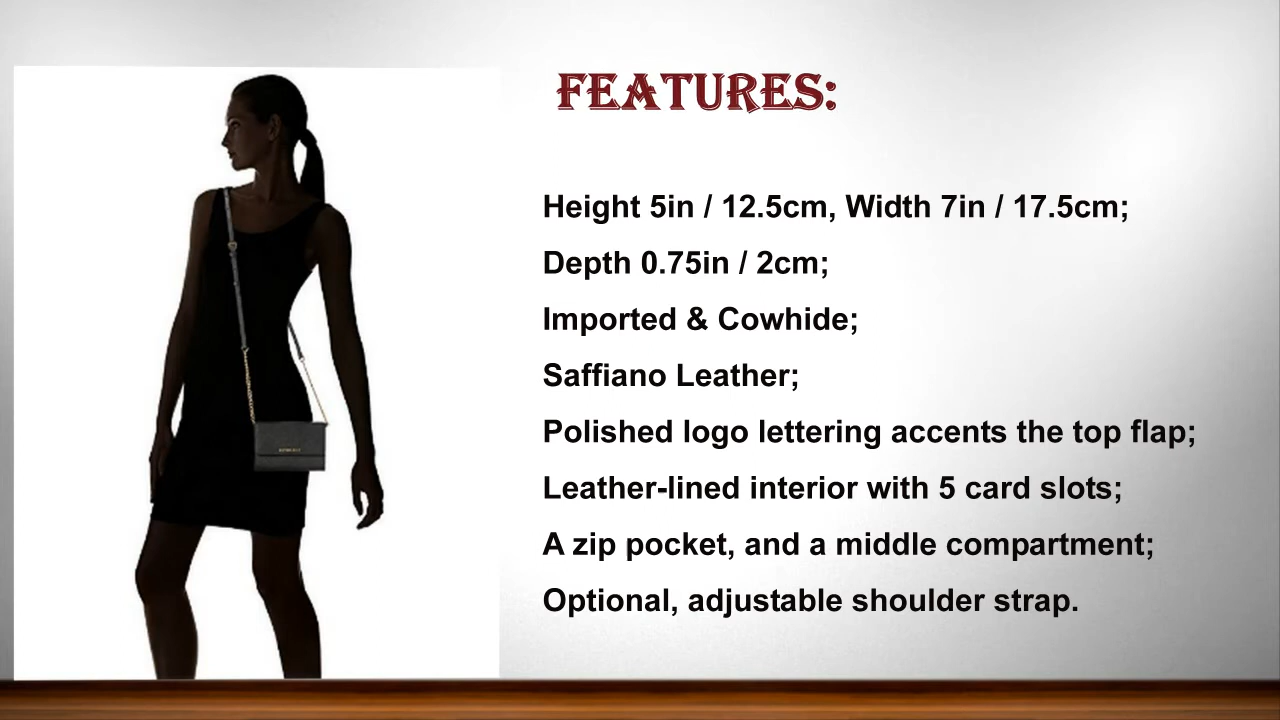 FEATURES:
Height 5in / 12.5cm, Width 7in / 17.5cm;
Depth 0.75in / 2cm;
Imported & Cowhide;
Saffiano Leather;
Polished logo lettering accents the top flap;
Leather-lined interior with 5 card slots;
A zip pocket, and a middle compartment;
Optional, adjustable shoulder strap.